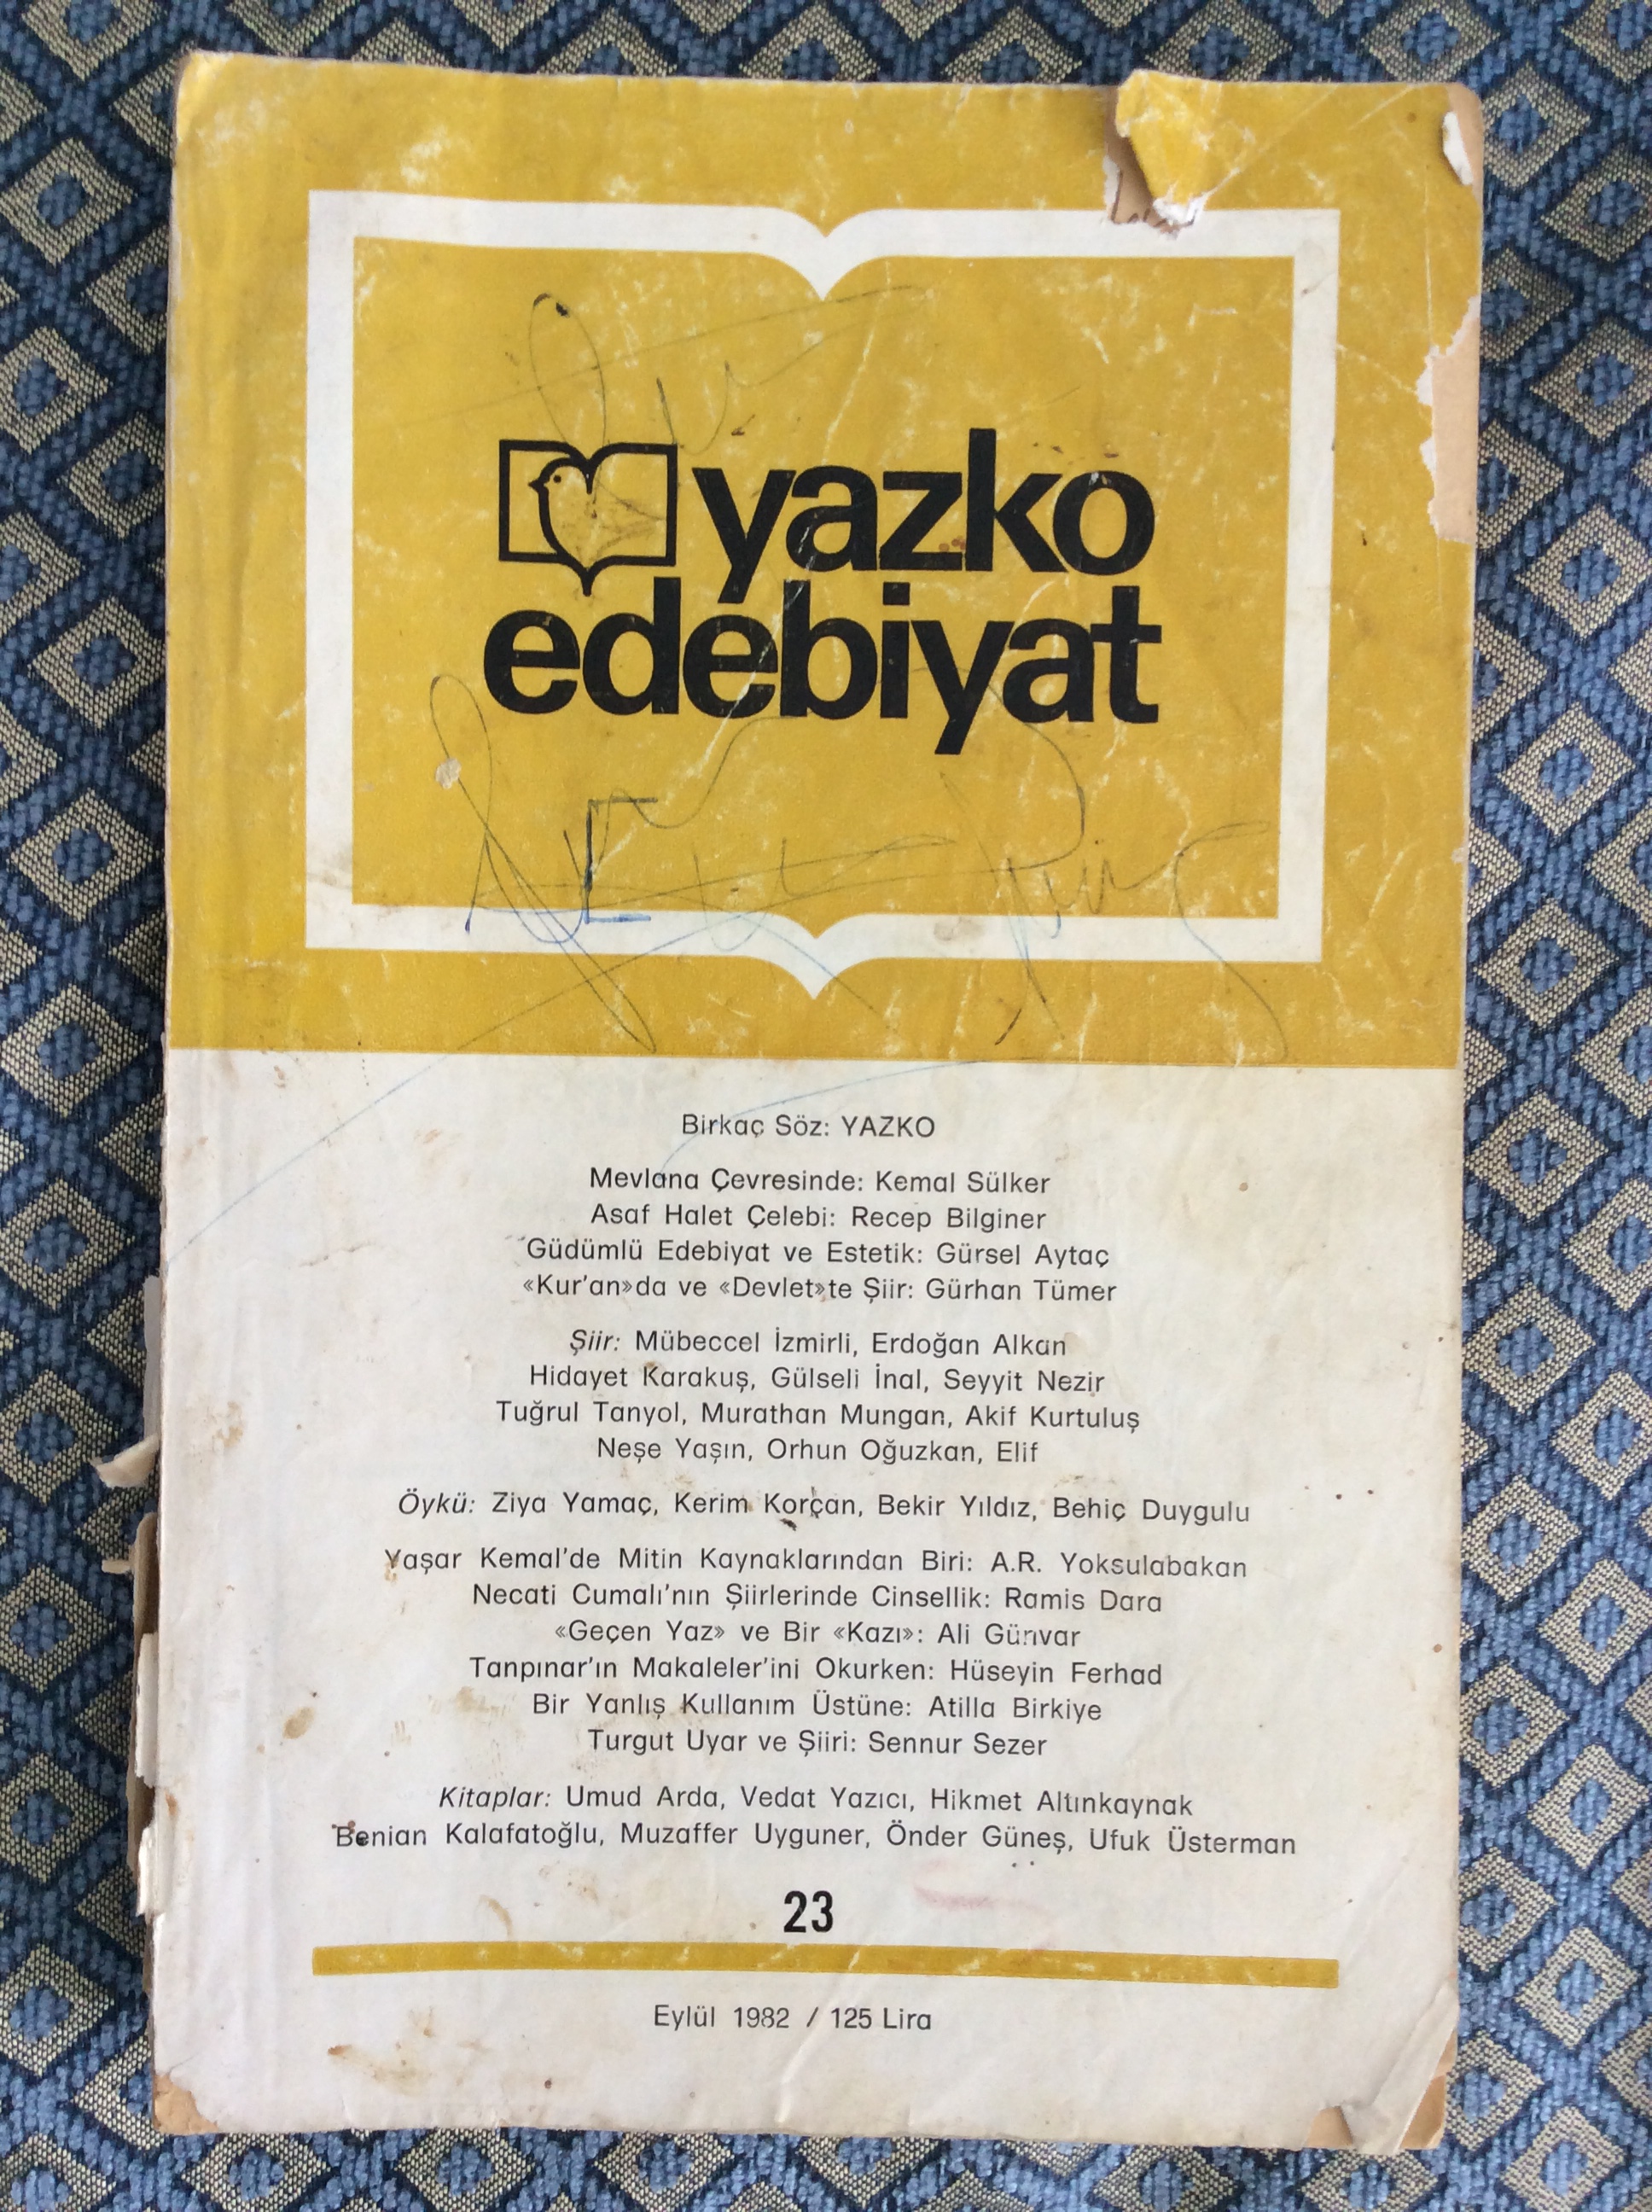 yazko
edebiyat
Birkaç Söz: YAZKO
Mevlana Çevresinde: Kemal Sülker
Asaf Halet Çelebi: Recep Bilginer
Güdümlü Edebiyat ve Estetik: Gürsel Aytaç
«Kur'an»da ve «Devlet»te Şiir: Gürhan Tümer
Şiir: Mübeccel İzmirli, Erdoğan Alkan
Hidayet Karakuş, Gülseli İnal, Seyyit Nezir
Tuğrul Tanyol, Murathan Mungan, Akif Kurtuluş
Neşe Yaşın, Orhun Oğuzkan, Elif
Öykü: Ziya Yamaç, Kerim Korçan, Bekir Yıldız, Behiç Duygulu
Yaşar Kemal'de Mitin Kaynaklarından Biri: A.R. Yoksulabakan
Necati Cumalı'nın Şiirlerinde Cinsellik: Ramis Dara
«Geçen Yaz» ve Bir «Kazı»: Ali Günvar
Tanpınar'ın Makaleler'ini Okurken: Hüseyin Ferhad
Bir Yanlış Kullanım Üstüne: Atilla Birkiye
Turgut Uyar ve Şiiri: Sennur Sezer
Kitaplar: Umud Arda, Vedat Yazıcı, Hikmet Altınkaynak
Benian Kalafatoğlu, Muzaffer Uyguner, Önder Güneş, Ufuk Üsterman
23
Eylül 1982 / 125 Lira